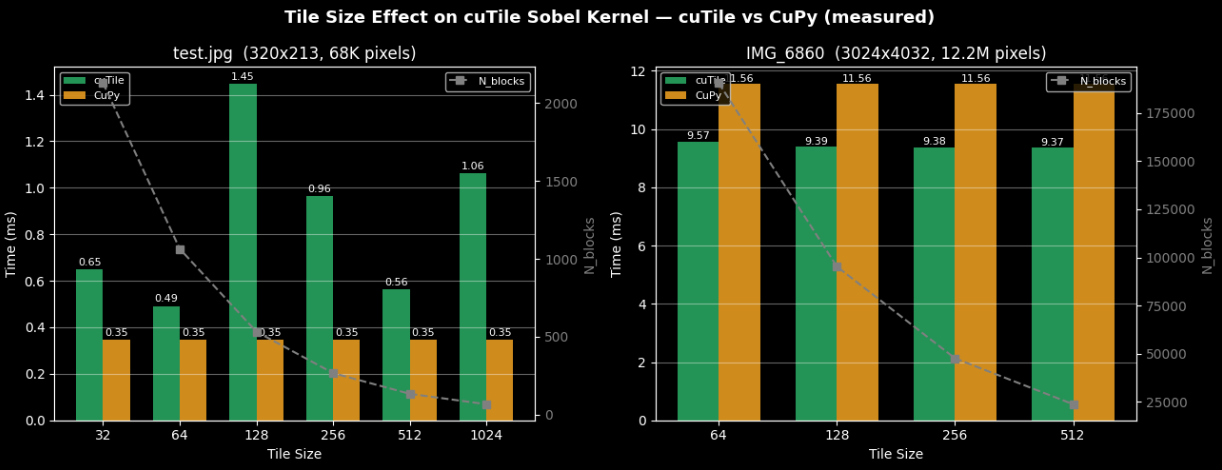 Tile Size Effect on cuTile Sobel Kernel — cuTile vs CuPy (measured)
test.jpg (320x213, 68K pixels)
cuTile
CuPy
N_blocks
1.45
1.06
0.96
0.65
0.56
0.49
0.35
0.35
0.35
0.35
0.35
0.35
1.4
1.2
1.0
0.8
0.6
0.4
0.2
0.0
Time (ms)
2000
1500
1000
500
0
N_blocks
32 64 128 256 512 1024
Tile Size
IMG_6860 (3024x4032, 12.2M pixels)
cuTile
CuPy
N_blocks
11.56 11.56
1.56
11.56
9.57 9.39 9.38 9.37
12
10
8
6
4
2
0
Time (ms)
175000
150000
125000
100000
75000
50000
25000
N_blocks
64 128 256 512
Tile Size